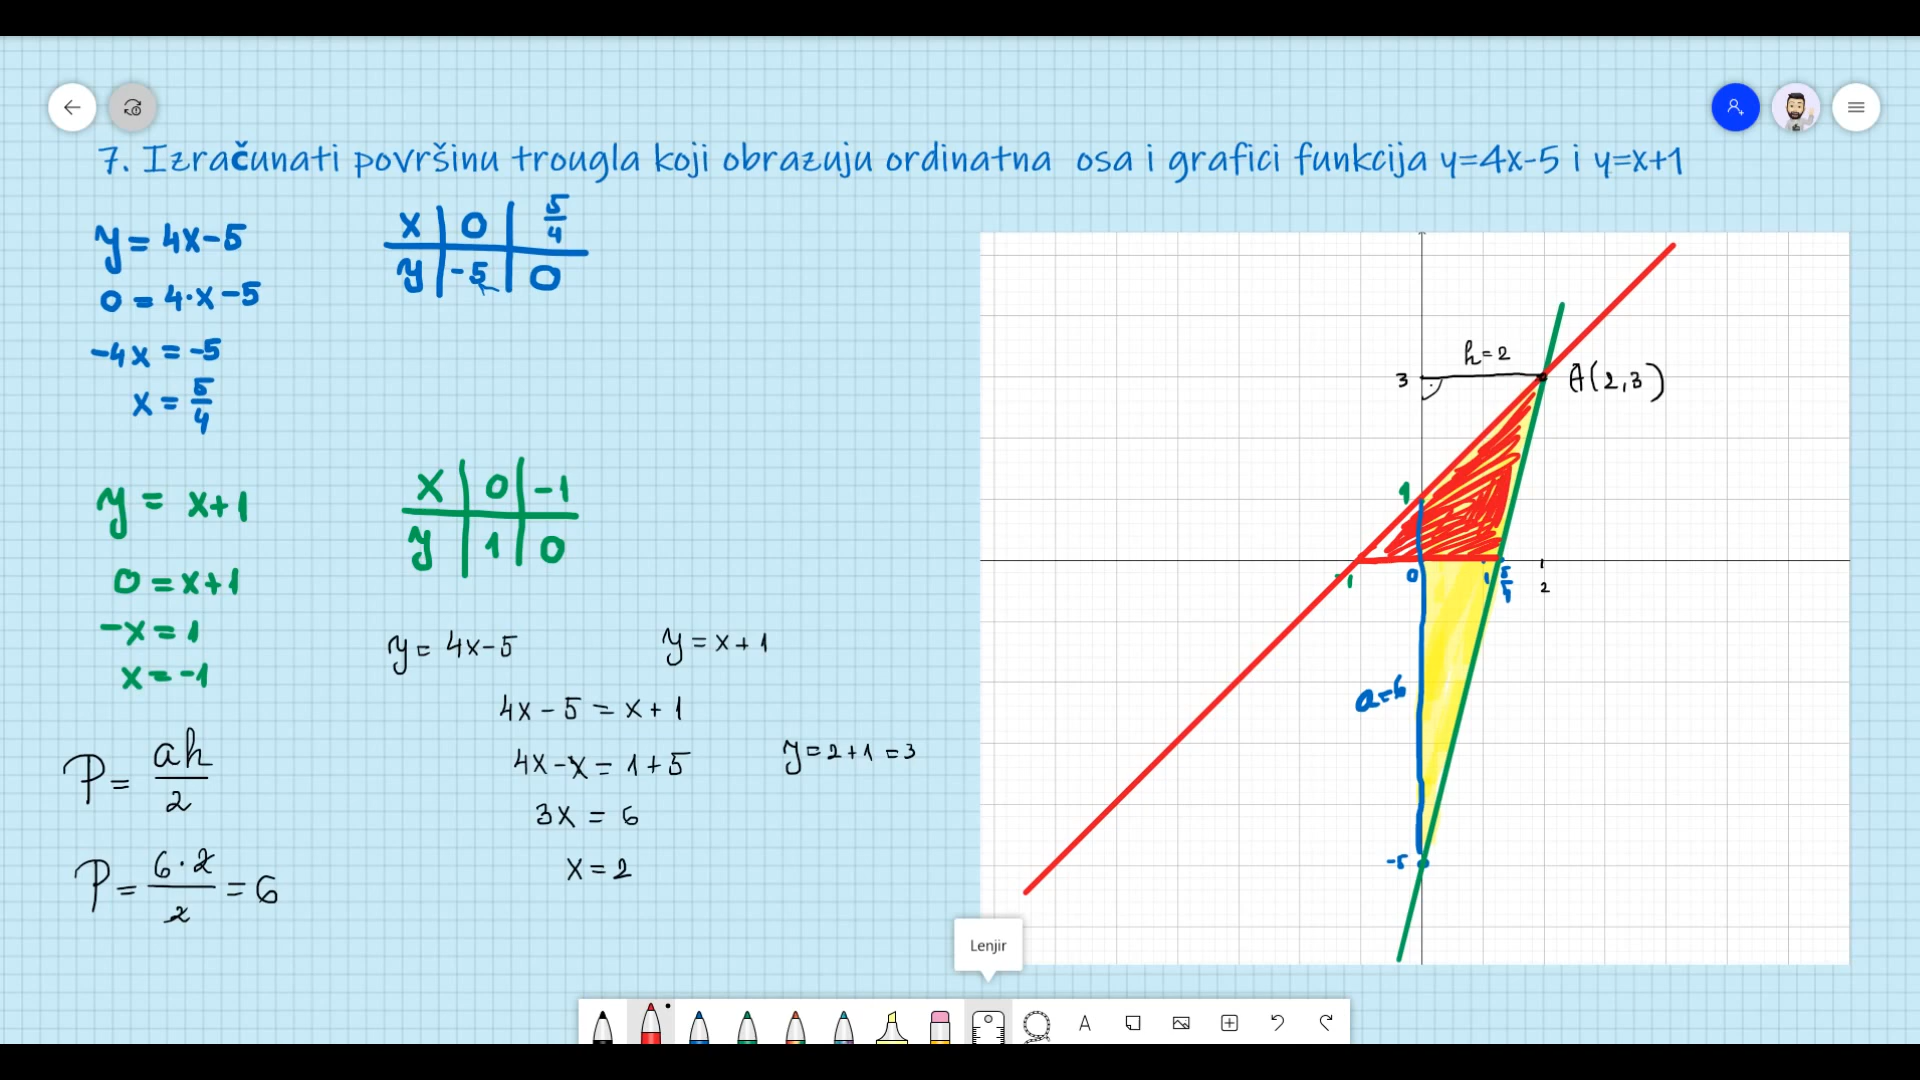 7. Izračunati površinu trougla koji obrazuju ordinatna osa i grafici funkcija y=4x-5 i y=x+1
y = 4x-5
0 = 4·x-5
-4x = -5
x = 5/4
x | 0 | 5/4
y | -5 | 0
y = x+1
0 = x+1
-x = 1
x = -1
x | 0 | -1
y | 1 | 0
P = ah/2
P = 6·2/2 = 6
y = 4x-5
y = x+1
4x-5 = x+1
4x-x = 1+5
3x = 6
x = 2
y = 2+1 = 3
h=2
3
A(2,3)
1
-1
0
1
5/4
2
a=6
-5
Lenjir
A